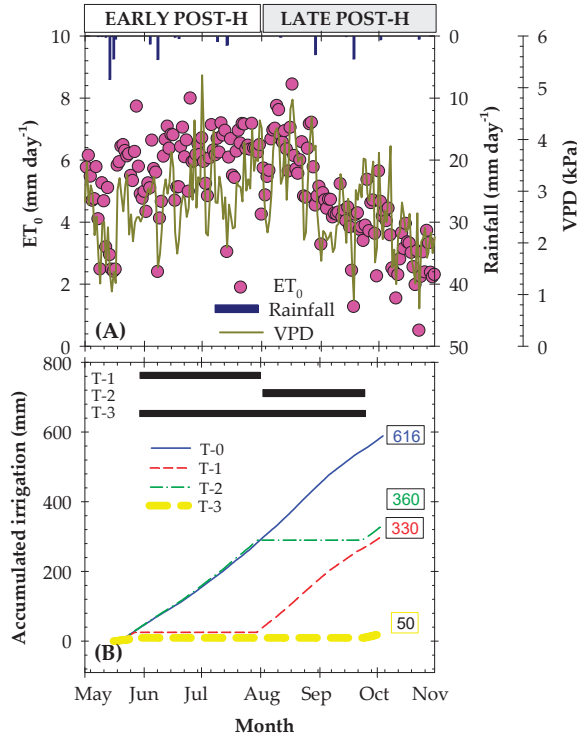 EARLY POST-H LATE POST-H
10 0 6
8 10 5
6 20 4
4 30 3
2 40 2
0 50 1
0
ET0 (mm day-1)
Rainfall (mm day-1)
VPD (kPa)
ET0
Rainfall
VPD
(A)
800
600
400
200
0
Accumulated irrigation (mm)
T-1
T-2
T-3
T-0
T-1
T-2
T-3
616
360
330
50
(B)
May Jun Jul Aug Sep Oct Nov
Month